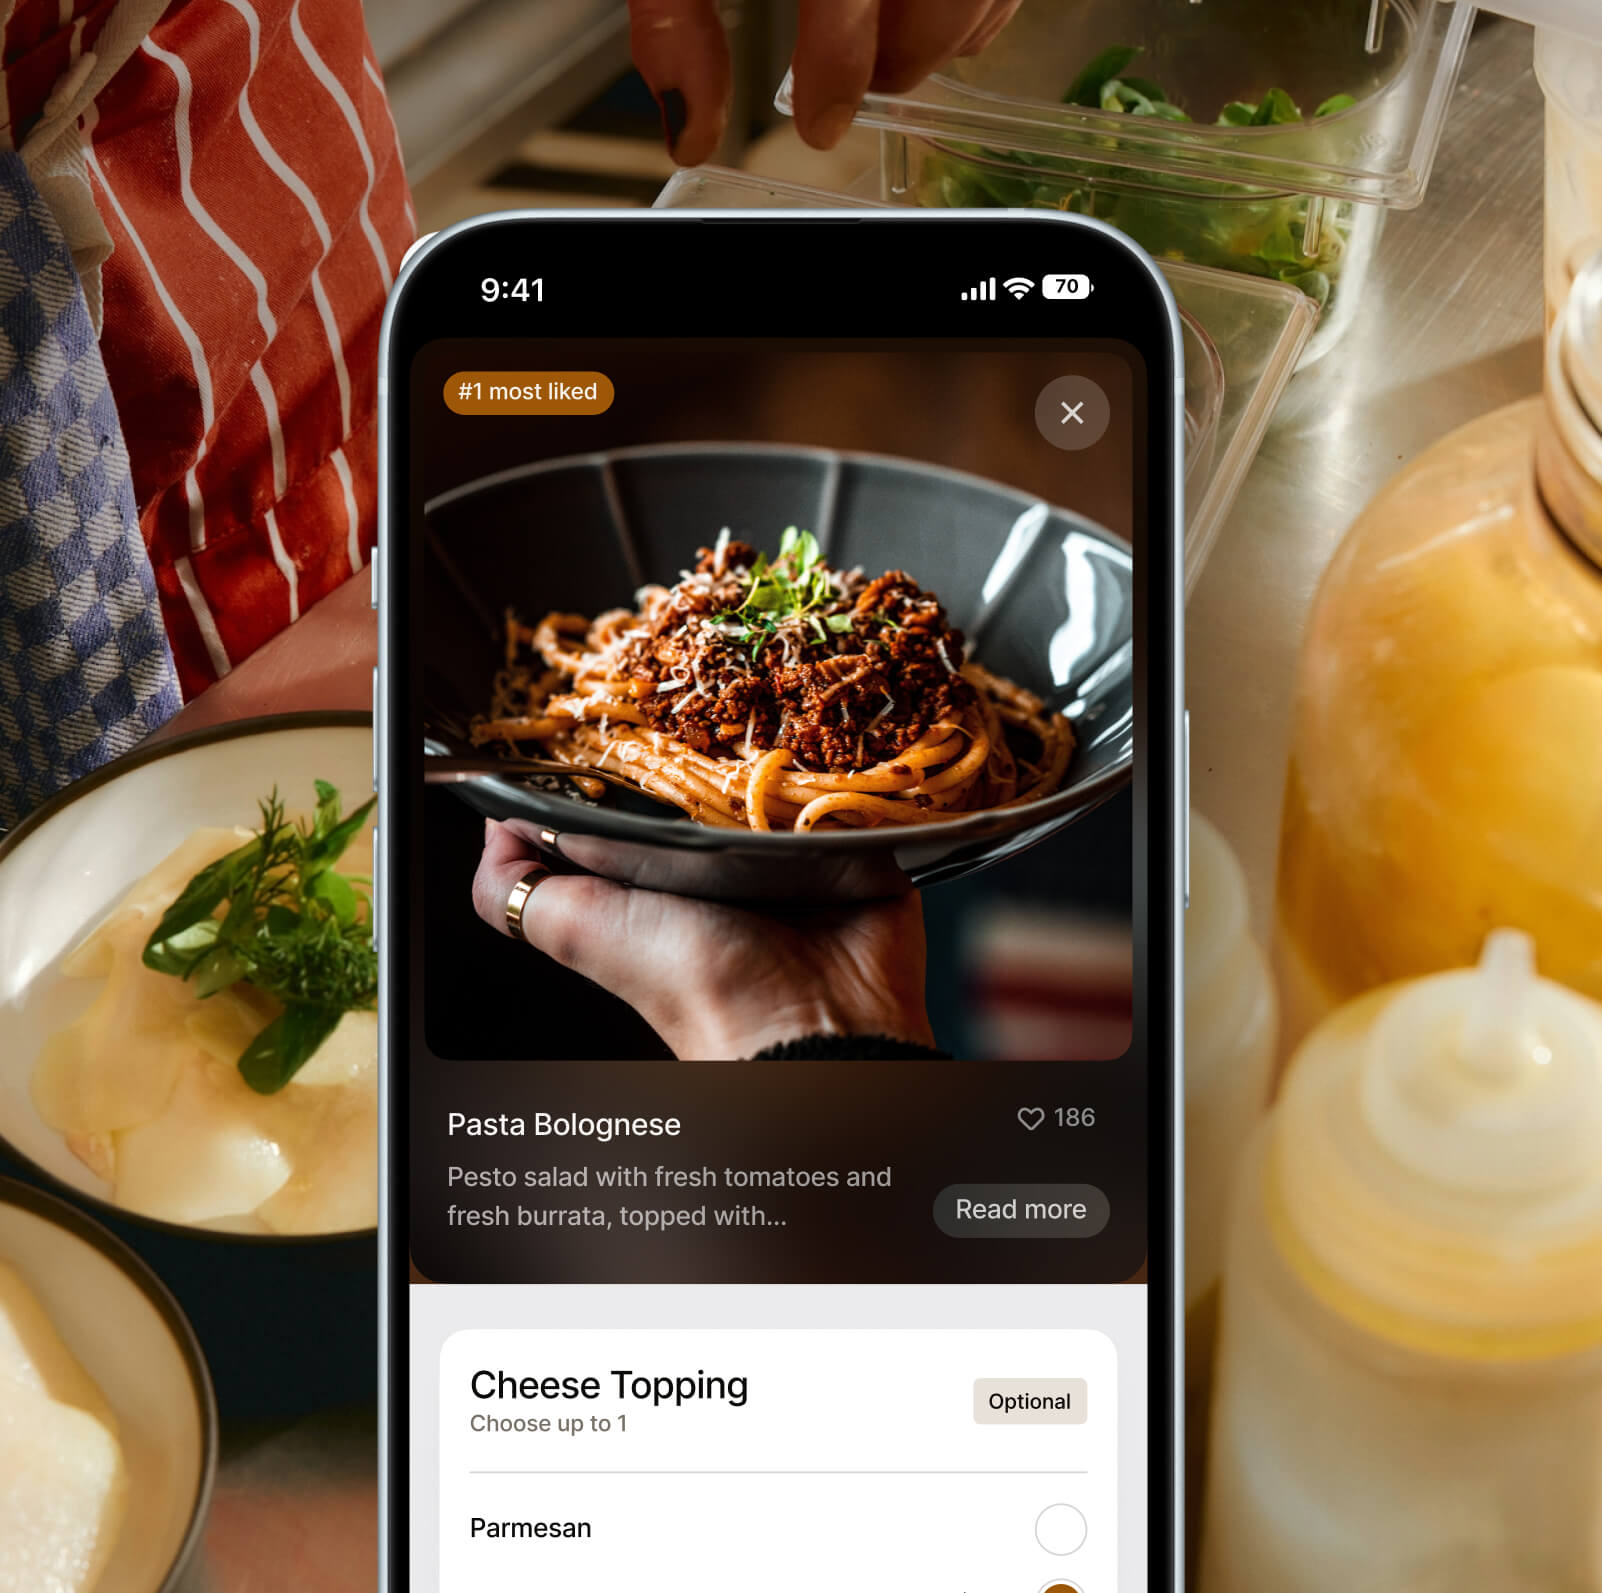 9:41
70
#1 most liked
Pasta Bolognese
186
Pesto salad with fresh tomatoes and
fresh burrata, topped with...
Read more
Cheese Topping
Optional
Choose up to 1
Parmesan